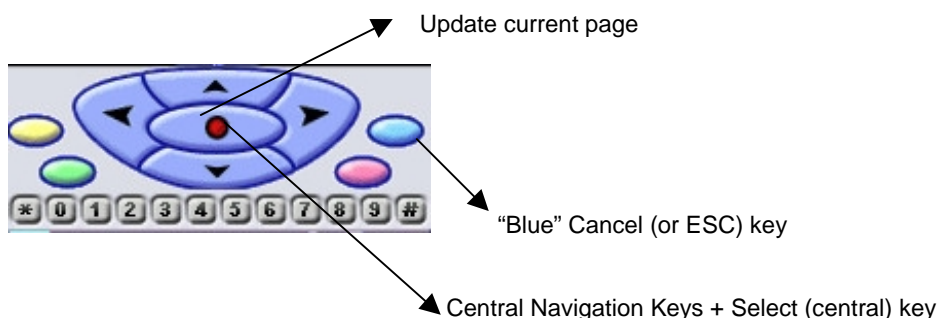 Update current page
* 0 1 2 3 4 5 6 7 8 9 #
“Blue” Cancel (or ESC) key
Central Navigation Keys + Select (central) key